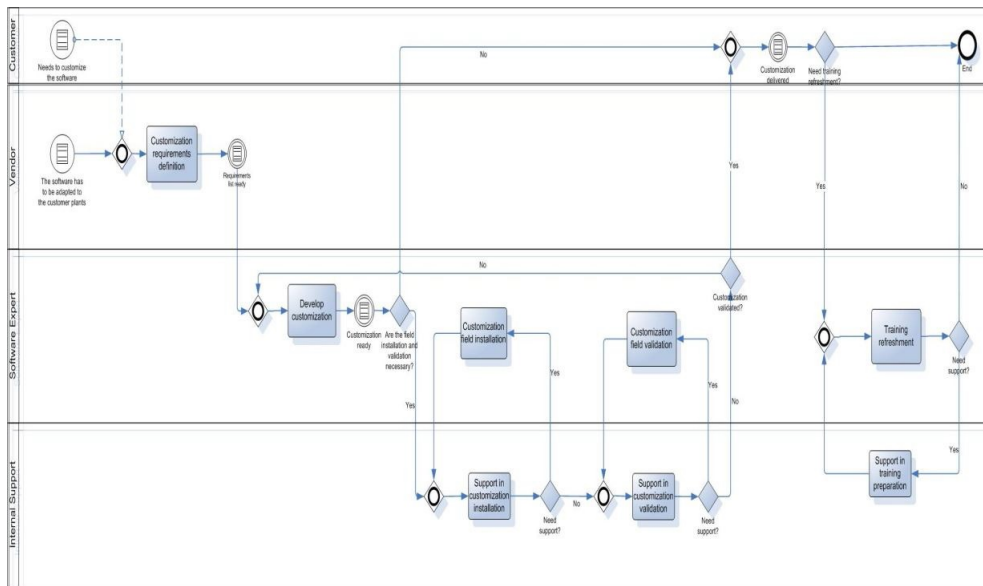 Customer
Needs to customize
the software
No
Customization
delivered
Need training
refreshment?
End
Vendor
The software has
to be adapted to
the customer plants
Customization
requirements
definition
Requirements
list ready
Yes
Yes
No
Software Expert
No
Develop
customization
Customization
ready
Are the field
installation and
validation
necessary?
Customization
field installation
Customization
field validation
Customization
validated?
Training
refreshment
Need
support?
Yes
Yes
Yes
No
Internal Support
Support in
customization
installation
Need
support?
No
Support in
customization
validation
Need
support?
Support in
training
preparation
Yes